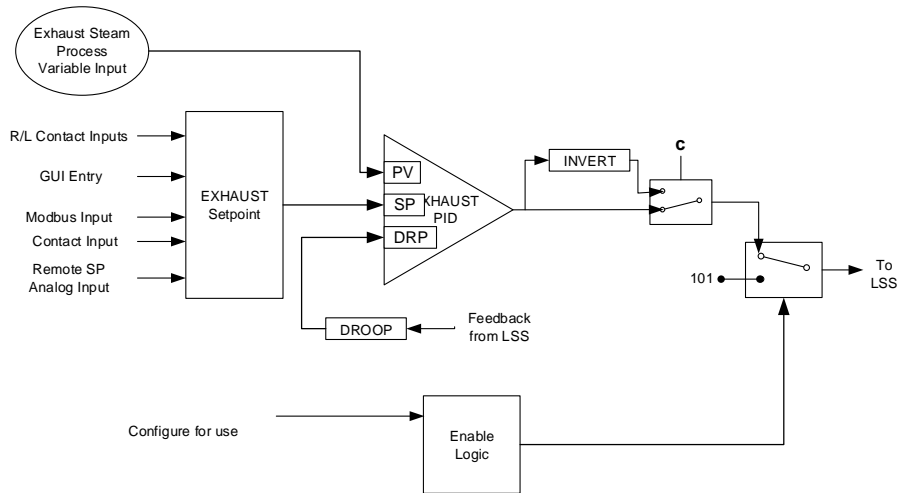 Exhaust Steam
Process
Variable Input
R/L Contact Inputs
GUI Entry
Modbus Input
Contact Input
Remote SP
Analog Input
EXHAUST
Setpoint
PV
SP
XHAUST
PID
DRP
DROOP
Feedback
from LSS
INVERT
C
101
To
LSS
Configure for use
Enable
Logic